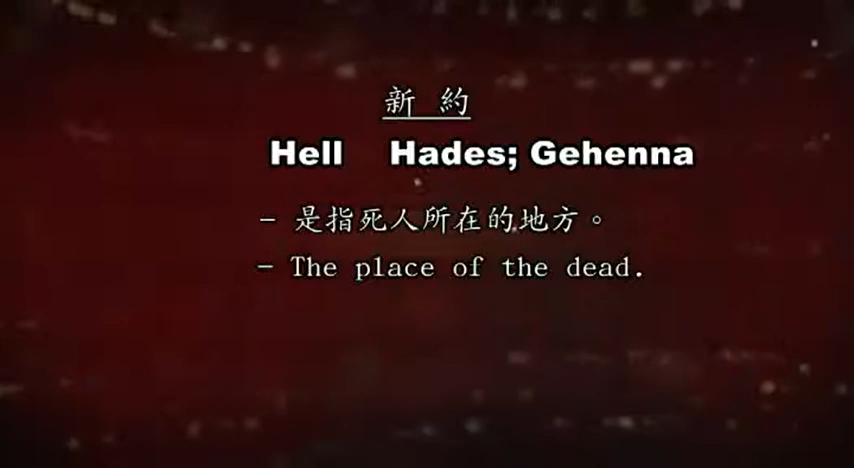 新 約
Hell Hades; Gehenna
- 是指死人所在的地方。
- The place of the dead.